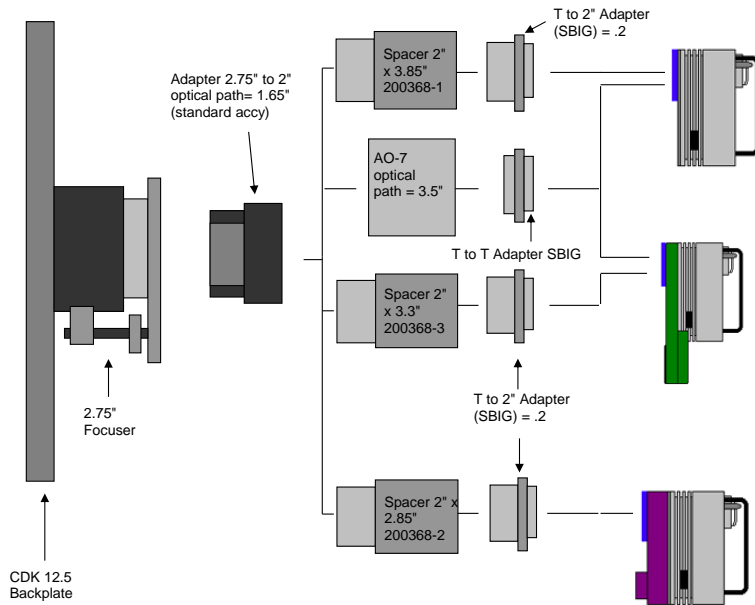 T to 2" Adapter
(SBIG) = .2
Spacer 2"
x 3.85"
200368-1
Adapter 2.75" to 2"
optical path= 1.65"
(standard accy)
AO-7
optical
path = 3.5"
T to T Adapter SBIG
Spacer 2"
x 3.3"
200368-3
2.75"
Focuser
T to 2" Adapter
(SBIG) = .2
Spacer 2" x
2.85"
200368-2
CDK 12.5
Backplate